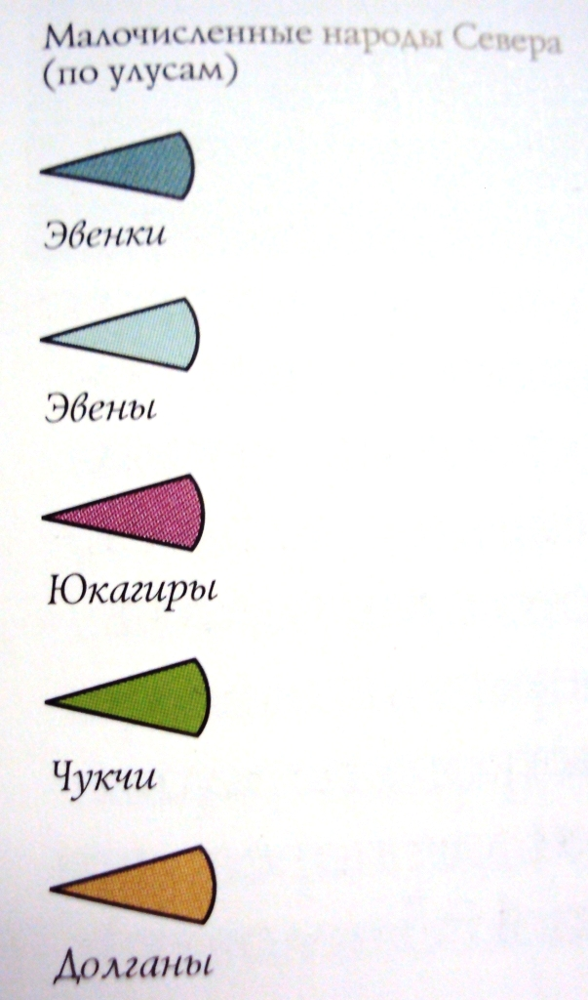 Малочисленные народы Севера
(по улусам)
Эвенки
Эвены
Юкагиры
Чукчи
Долганы